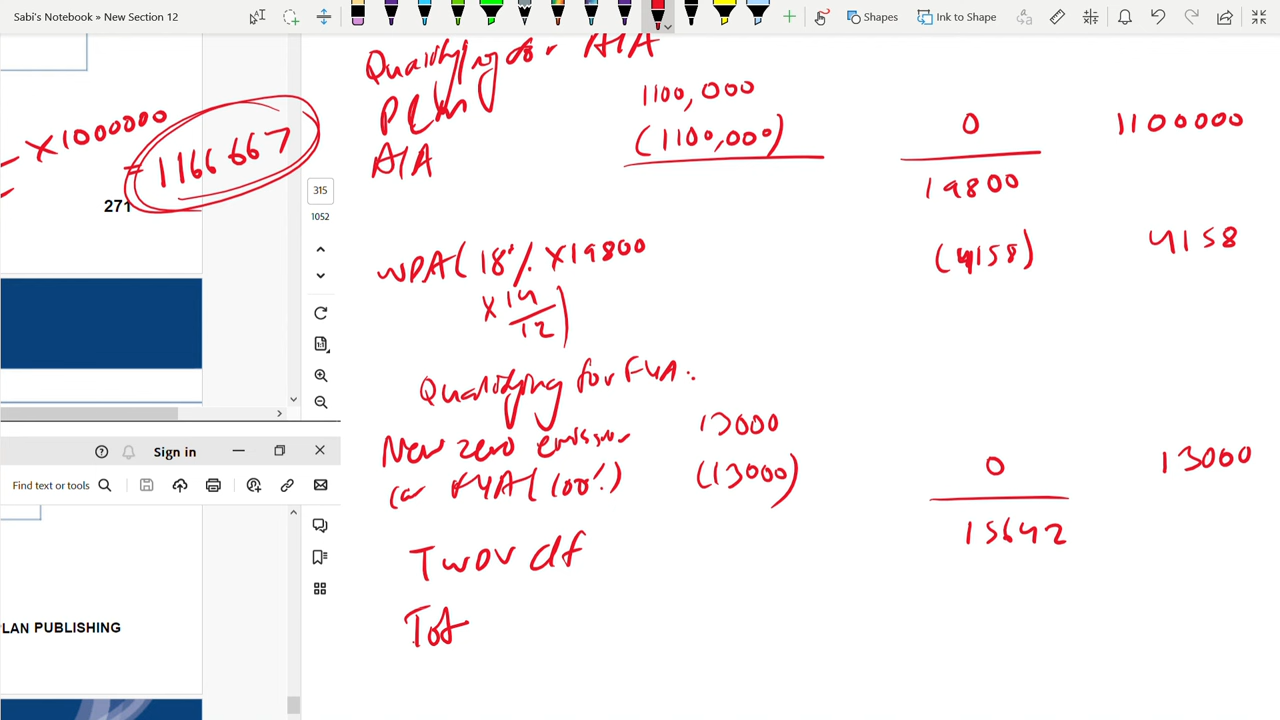 Sabi's Notebook » New Section 12
Shapes
Ink to Shape
Qualifying for AIA
P&M 1100,000
AIA (1100,000) 0 1100000
19800
X1000000
= 1166667
271
315
1052
WDA (18% X19800 (4158) 4158
X 14/12)
Qualifying for FYA:
New zero emission 13000
car FYA (100%) (13000) 0 13000
15642
TWDV c/f
Tot
Sign in
Find text or tools
LAN PUBLISHING